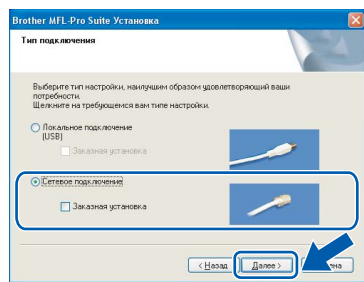 Brother MFL-Pro Suite Установка
Тип подключения
Выберите тип настройки, наилучшим образом удовлетворяющий ваши
потребности.
Щелкните на требующемся вам типе настройки.
Локальное подключение
(USB)
Заказная установка
Сетевое подключение
Заказная установка
< Назад Далее >